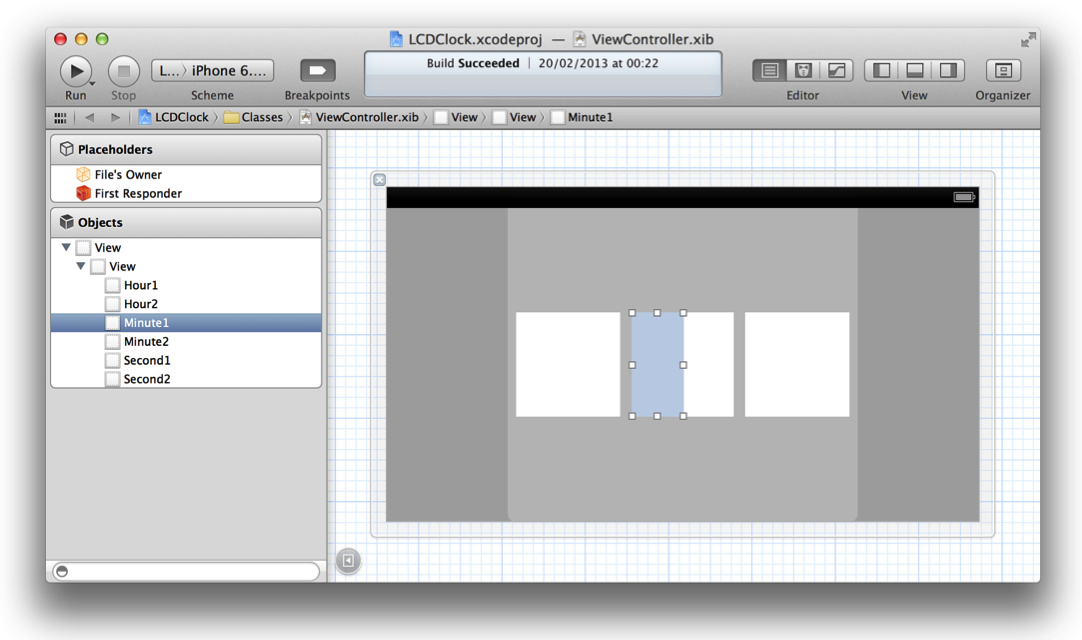 LCDClock.xcodeproj — ViewController.xib
L...〉iPhone 6....
Build Succeeded | 20/02/2013 at 00:22
Run
Stop
Scheme
Breakpoints
Editor
View
Organizer
LCDClock 〉 Classes 〉 ViewController.xib 〉 View 〉 View 〉 Minute1
Placeholders
File's Owner
First Responder
Objects
View
View
Hour1
Hour2
Minute1
Minute2
Second1
Second2